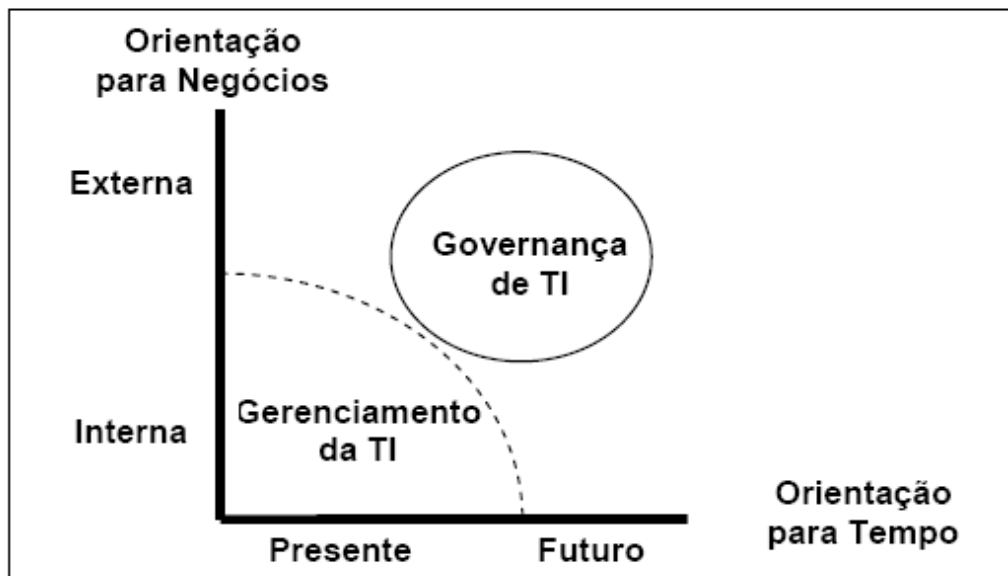 Orientação
para Negócios
Externa
Governança
de TI
Gerenciamento
da TI
Interna
Orientação
para Tempo
Presente
Futuro